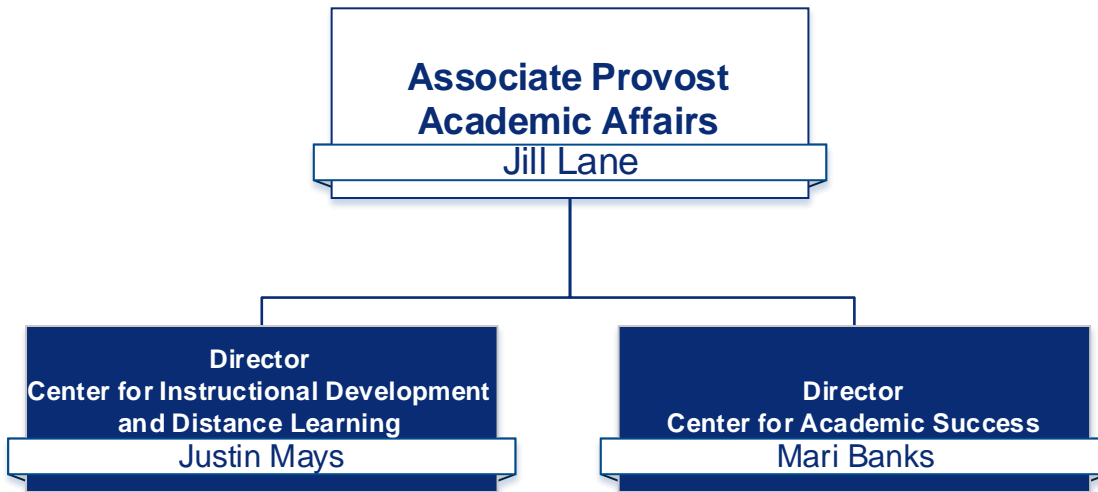 Associate Provost
Academic Affairs
Jill Lane
Director
Center for Instructional Development
and Distance Learning
Justin Mays
Director
Center for Academic Success
Mari Banks